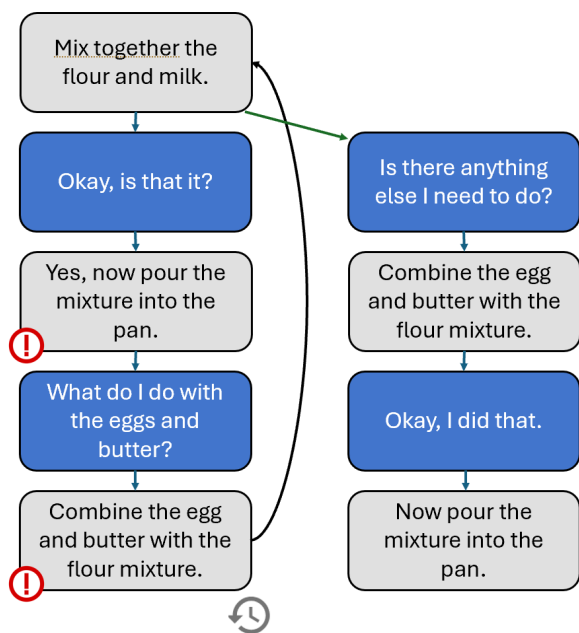 Mix together the
flour and milk.
Okay, is that it?
Yes, now pour the
mixture into the
pan.
What do I do with
the eggs and
butter?
Combine the egg
and butter with the
flour mixture.
Is there anything
else I need to do?
Combine the egg
and butter with the
flour mixture.
Okay, I did that.
Now pour the
mixture into the
pan.